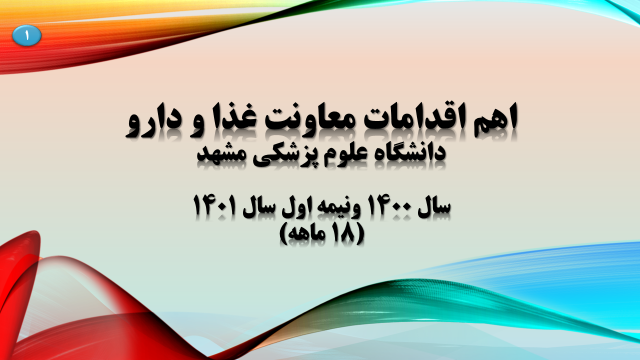 ۱
اهم اقدامات معاونت غذا و دارو
دانشگاه علوم پزشکی مشهد
سال ۱۴۰۰ ونیمه اول سال ۱۴۰۱
(۱۸ ماهه)